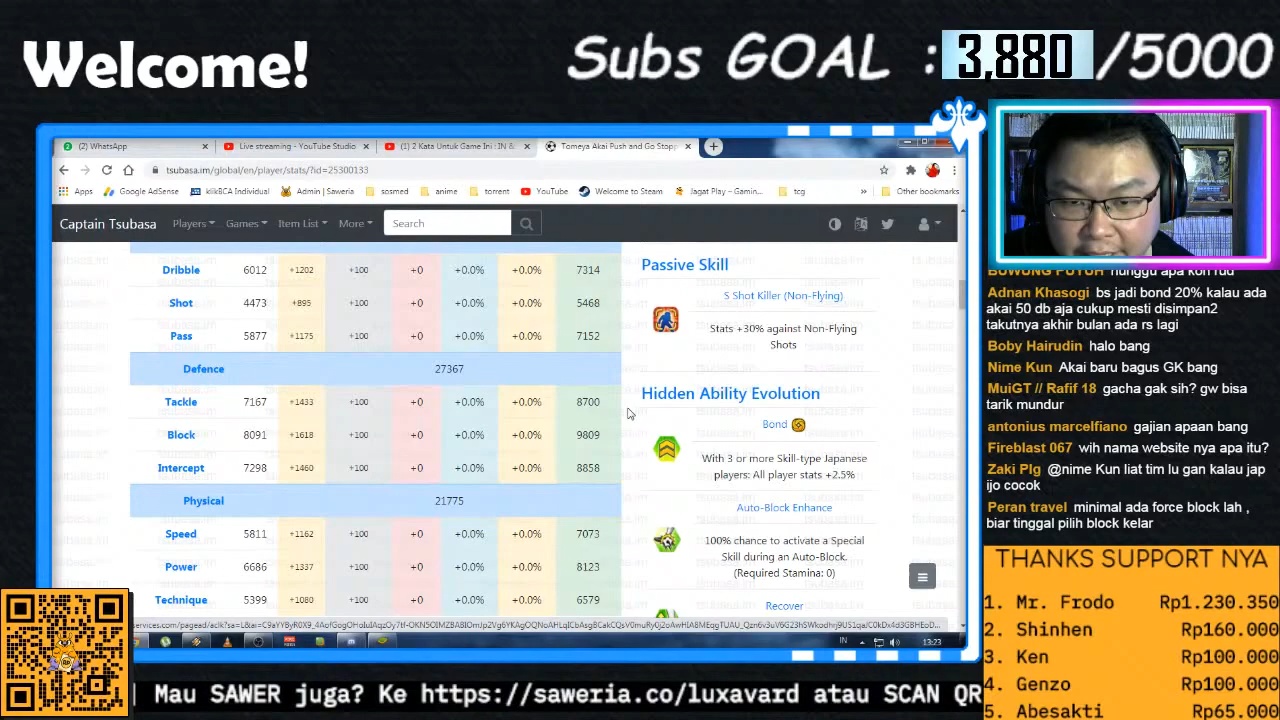 Welcome!
Subs GOAL : 3,880 /5000
(2) WhatsApp
Live streaming - YouTube Studio
(1) 2 Kata Untuk Game Ini : IN &
Tomeya Akai Push and Go Stopp
tsubasa.im/global/en/player/stats/?id=25300133
Apps
Google AdSense
klikBCA Individual
Admin | Saweria
sosmed
anime
torrent
YouTube
Welcome to Steam
Jagat Play – Gamin...
tcg
Other bookmarks
Captain Tsubasa
Players
Games
Item List
More
Search
Dribble 6012 +1202 +100 +0 +0.0% +0.0% 7314
Shot 4473 +895 +100 +0 +0.0% +0.0% 5468
Pass 5877 +1175 +100 +0 +0.0% +0.0% 7152
Defence 27367
Tackle 7167 +1433 +100 +0 +0.0% +0.0% 8700
Block 8091 +1618 +100 +0 +0.0% +0.0% 9809
Intercept 7298 +1460 +100 +0 +0.0% +0.0% 8858
Physical 21775
Speed 5811 +1162 +100 +0 +0.0% +0.0% 7073
Power 6686 +1337 +100 +0 +0.0% +0.0% 8123
Technique 5399 +1080 +100 +0 +0.0% +0.0% 6579
Passive Skill
S Shot Killer (Non-Flying)
Stats +30% against Non-Flying
Shots
Hidden Ability Evolution
Bond
With 3 or more Skill-type Japanese
players: All player stats +2.5%
Auto-Block Enhance
100% chance to activate a Special
Skill during an Auto-Block.
(Required Stamina: 0)
Recover
IN
13:23
Adnan Khasogi bs jadi bond 20% kalau ada
akai 50 db aja cukup mesti disimpan2
takutnya akhir bulan ada rs lagi
Boby Hairudin halo bang
Nime Kun Akai baru bagus GK bang
MuiGT // Rafif 18 gacha gak sih? gw bisa
tarik mundur
antonius marcelfiano gajian apaan bang
Fireblast 067 wih nama website nya apa itu?
Zaki Plg @nime Kun liat tim lu gan kalau jap
ijo cocok
Peran travel minimal ada force block lah ,
biar tinggal pilih block kelar
THANKS SUPPORT NYA
1. Mr. Frodo Rp1.230.350
2. Shinhen Rp160.000
3. Ken Rp100.000
4. Genzo Rp100.000
5. Abesakti Rp65.000
Mau SAWER juga? Ke https://saweria.co/luxavard atau SCAN QR